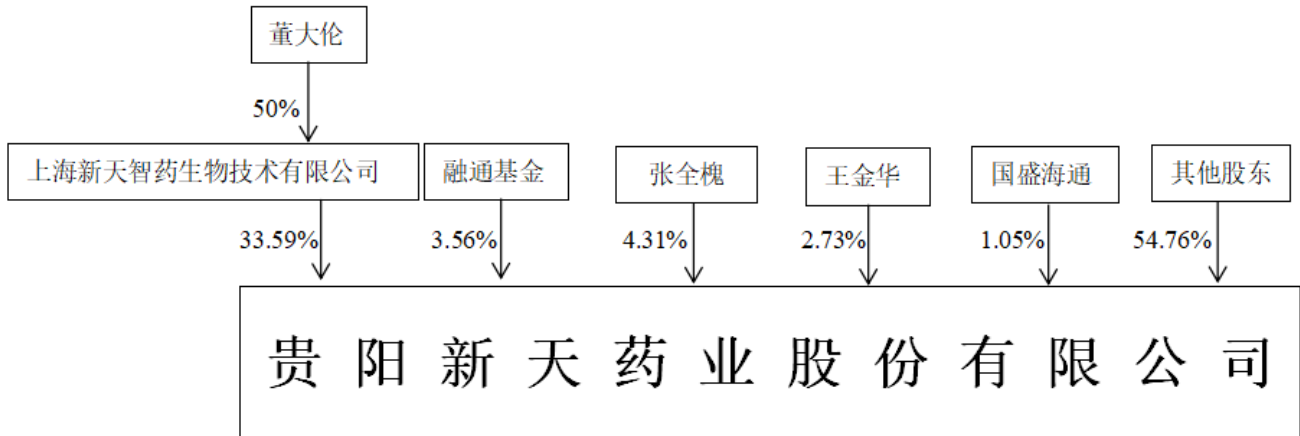 董大伦
50%
上海新天智药生物技术有限公司
融通基金
张全槐
王金华
国盛海通
其他股东
33.59%
3.56%
4.31%
2.73%
1.05%
54.76%
贵阳新天药业股份有限公司